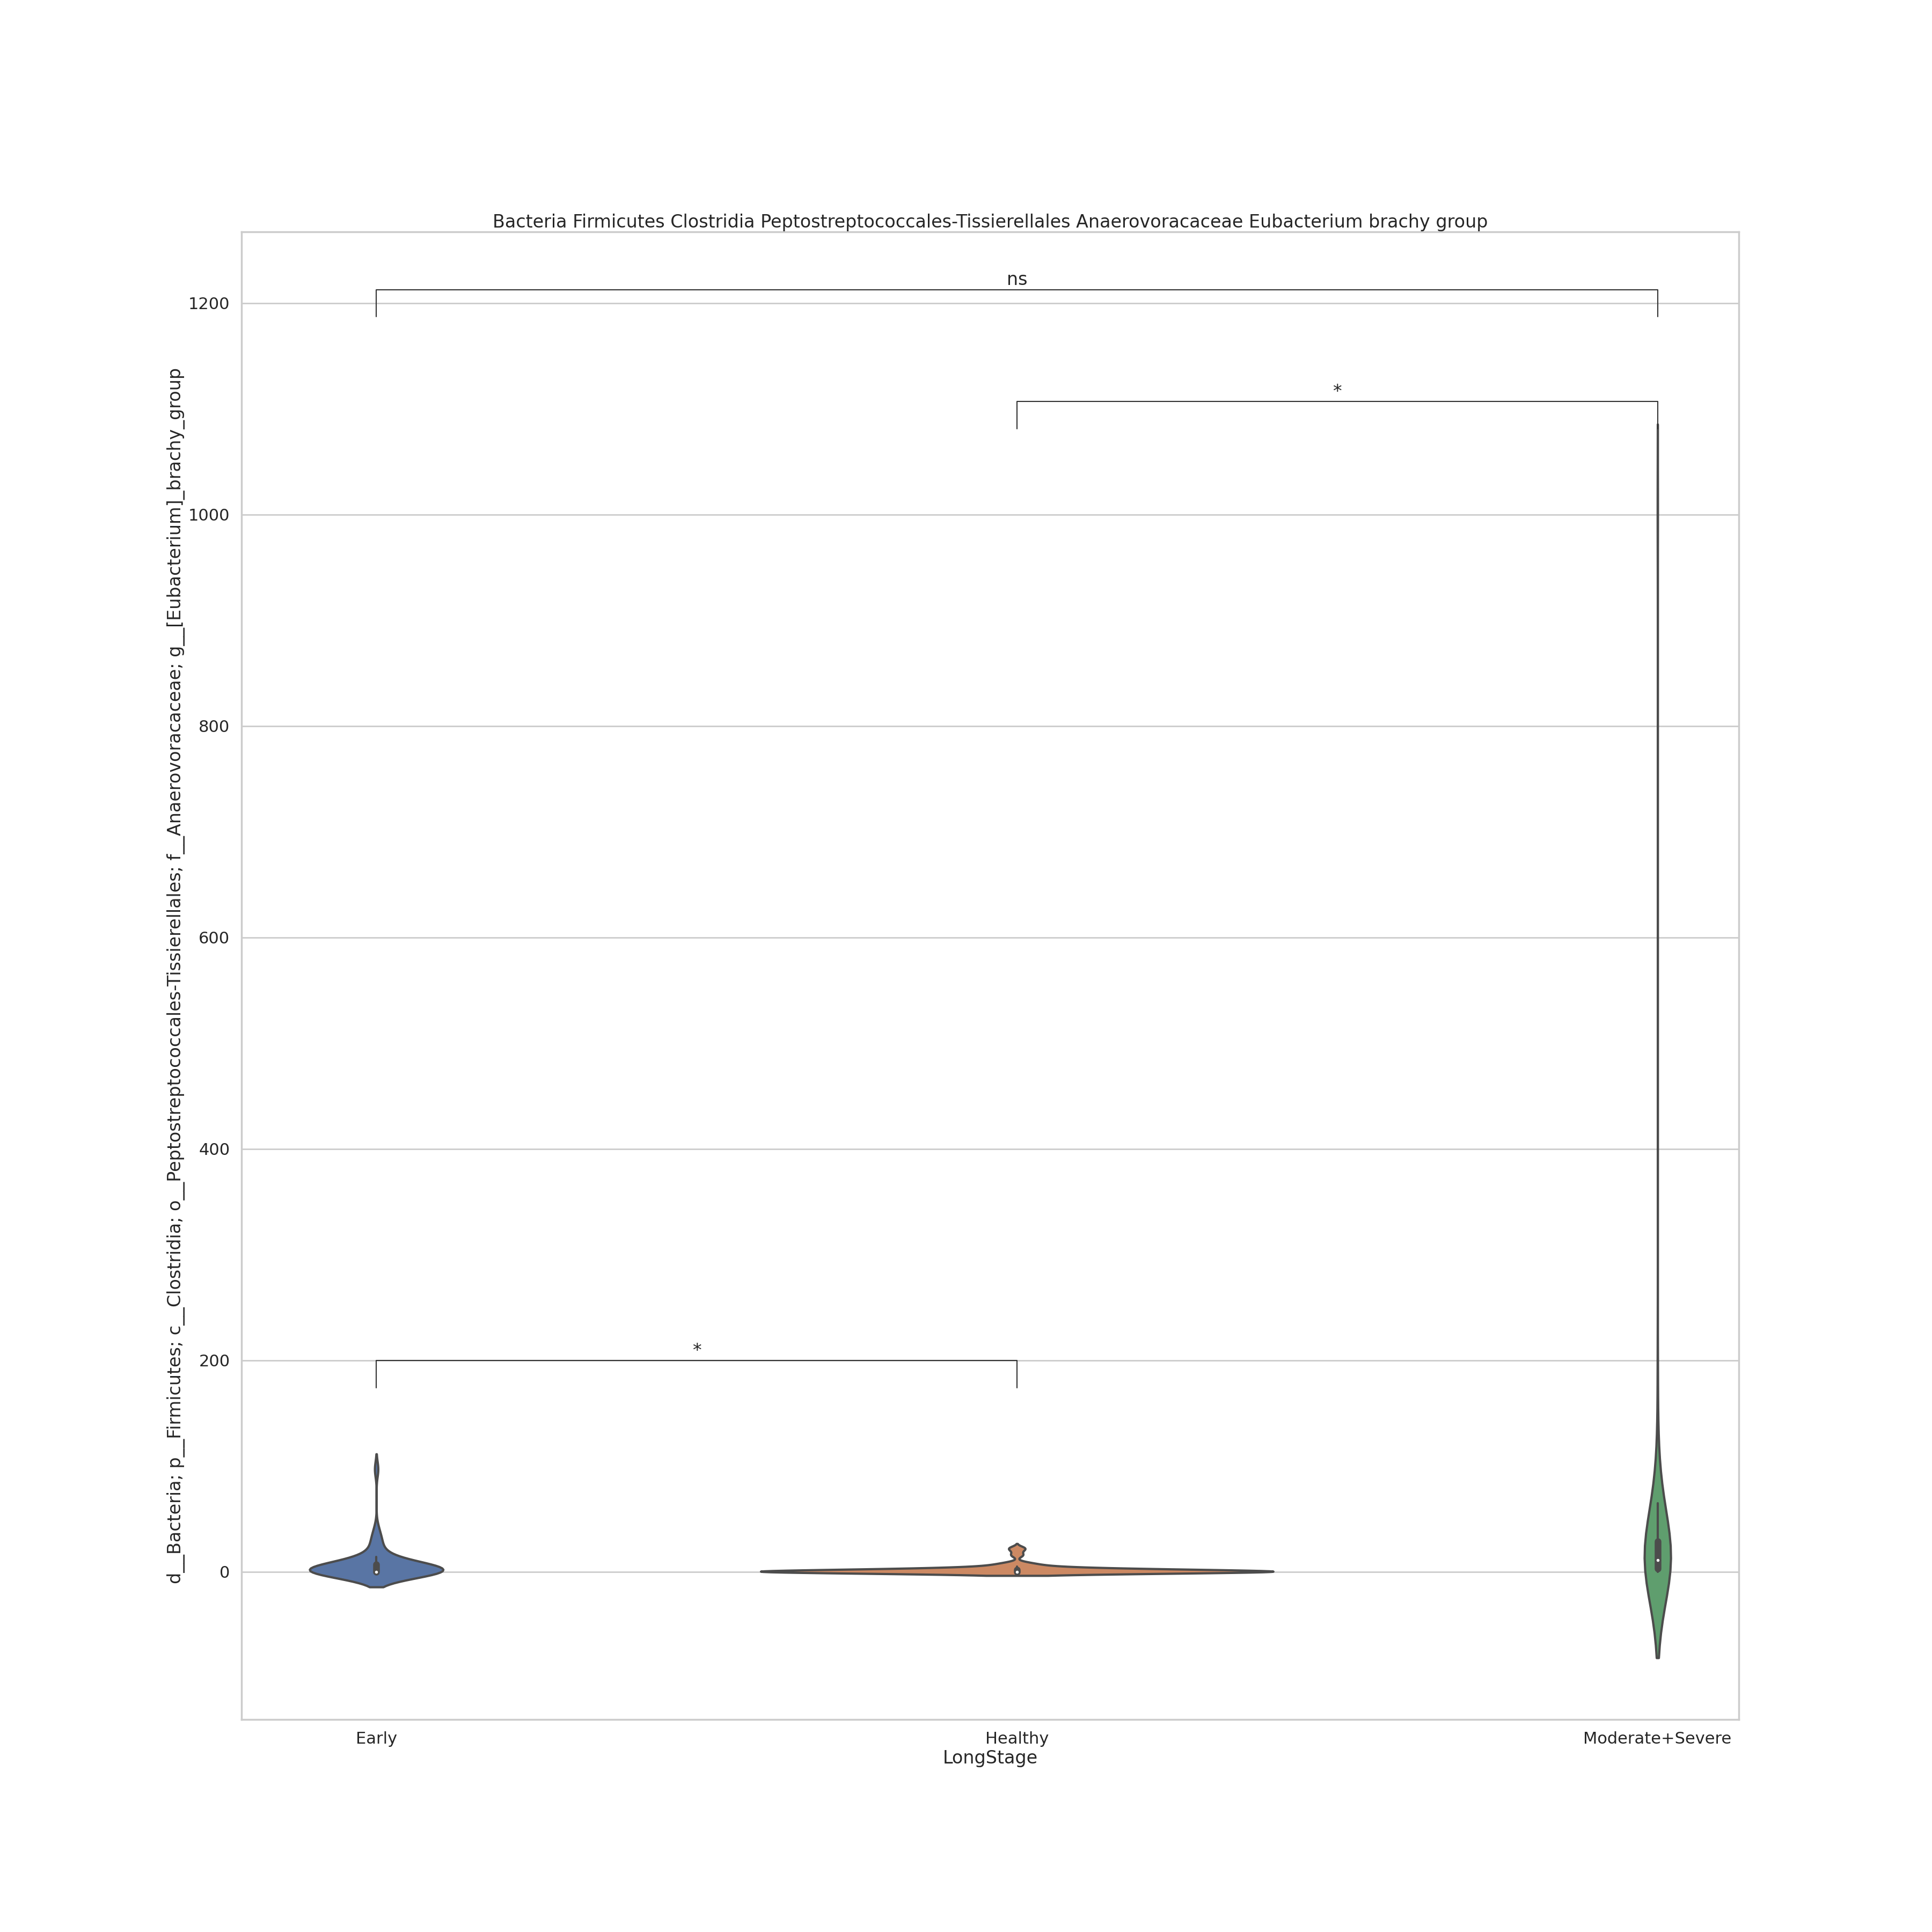 Bacteria Firmicutes Clostridia Peptostreptococcales-Tissierellales Anaerovoracaceae Eubacterium brachy group
d__Bacteria; p__Firmicutes; c__Clostridia; o__Peptostreptococcales-Tissierellales; f__Anaerovoracaceae; g__[Eubacterium]_brachy_group
ns
1200
*
1000
800
600
400
*
200
0
Early Healthy Moderate+Severe
LongStage